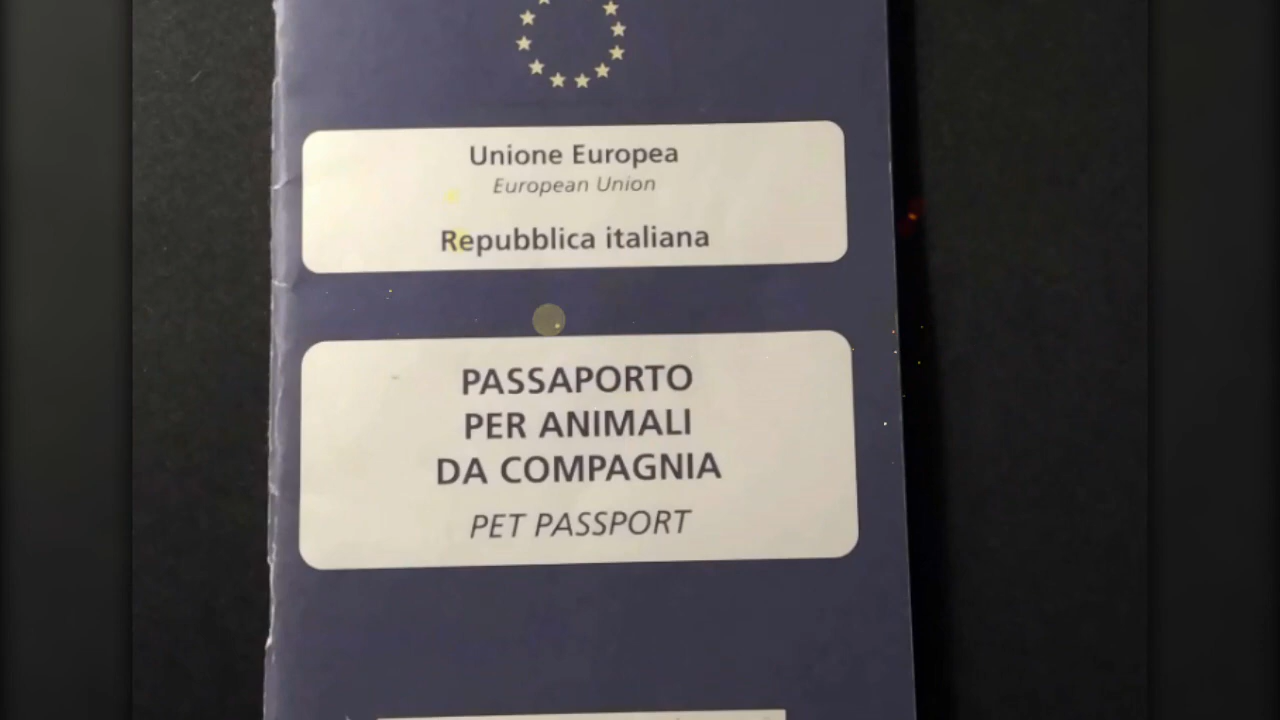 Unione Europea
European Union
Repubblica italiana
PASSAPORTO
PER ANIMALI
DA COMPAGNIA
PET PASSPORT